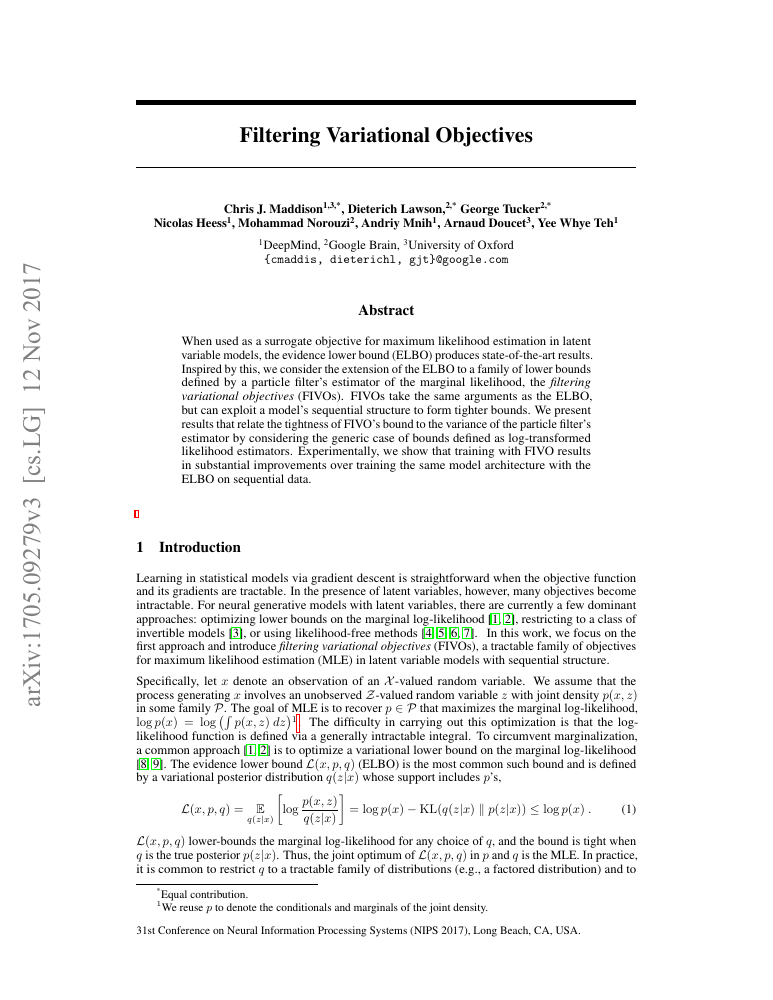 Filtering Variational Objectives
Chris J. Maddison1,3,*, Dieterich Lawson,2,* George Tucker2,*
Nicolas Heess1, Mohammad Norouzi2, Andriy Mnih1, Arnaud Doucet3, Yee Whye Teh1
1DeepMind, 2Google Brain, 3University of Oxford
{cmaddis, dieterichl, gjt}@google.com
Abstract
When used as a surrogate objective for maximum likelihood estimation in latent
variable models, the evidence lower bound (ELBO) produces state-of-the-art results.
Inspired by this, we consider the extension of the ELBO to a family of lower bounds
defined by a particle filter's estimator of the marginal likelihood, the filtering
variational objectives (FIVOs). FIVOs take the same arguments as the ELBO,
but can exploit a model's sequential structure to form tighter bounds. We present
results that relate the tightness of FIVO's bound to the variance of the particle filter's
estimator by considering the generic case of bounds defined as log-transformed
likelihood estimators. Experimentally, we show that training with FIVO results
in substantial improvements over training the same model architecture with the
ELBO on sequential data.
1 Introduction
Learning in statistical models via gradient descent is straightforward when the objective function
and its gradients are tractable. In the presence of latent variables, however, many objectives become
intractable. For neural generative models with latent variables, there are currently a few dominant
approaches: optimizing lower bounds on the marginal log-likelihood [1, 2], restricting to a class of
invertible models [3], or using likelihood-free methods [4, 5, 6, 7]. In this work, we focus on the
first approach and introduce filtering variational objectives (FIVOs), a tractable family of objectives
for maximum likelihood estimation (MLE) in latent variable models with sequential structure.
Specifically, let x denote an observation of an 𝒳-valued random variable. We assume that the
process generating x involves an unobserved 𝒵-valued random variable z with joint density p(x, z)
in some family 𝒫. The goal of MLE is to recover p ∈ 𝒫 that maximizes the marginal log-likelihood,
log p(x) = log (∫ p(x, z) dz)1. The difficulty in carrying out this optimization is that the log-
likelihood function is defined via a generally intractable integral. To circumvent marginalization,
a common approach [1, 2] is to optimize a variational lower bound on the marginal log-likelihood
[8, 9]. The evidence lower bound ℒ(x, p, q) (ELBO) is the most common such bound and is defined
by a variational posterior distribution q(z|x) whose support includes p's,
ℒ(x, p, q) = 𝔼q(z|x) [log p(x, z)/q(z|x)] = log p(x) − KL(q(z|x) ∥ p(z|x)) ≤ log p(x) . (1)
ℒ(x, p, q) lower-bounds the marginal log-likelihood for any choice of q, and the bound is tight when
q is the true posterior p(z|x). Thus, the joint optimum of ℒ(x, p, q) in p and q is the MLE. In practice,
it is common to restrict q to a tractable family of distributions (e.g., a factored distribution) and to
*Equal contribution.
1We reuse p to denote the conditionals and marginals of the joint density.
31st Conference on Neural Information Processing Systems (NIPS 2017), Long Beach, CA, USA.
arXiv:1705.09279v3 [cs.LG] 12 Nov 2017